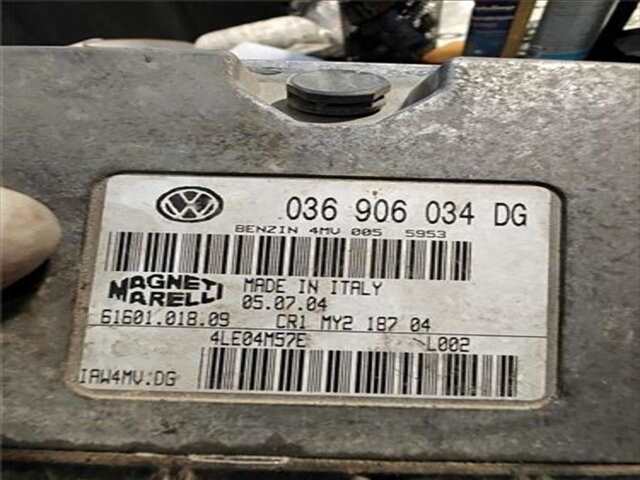 036 906 034 DG
BENZIN 4MV 005 5953
MAGNETI
MARELLI
MADE IN ITALY
05.07.04
61601.018.09 CR1 MY2 187 04
4LE04M57E L002
IAW4MV.DG